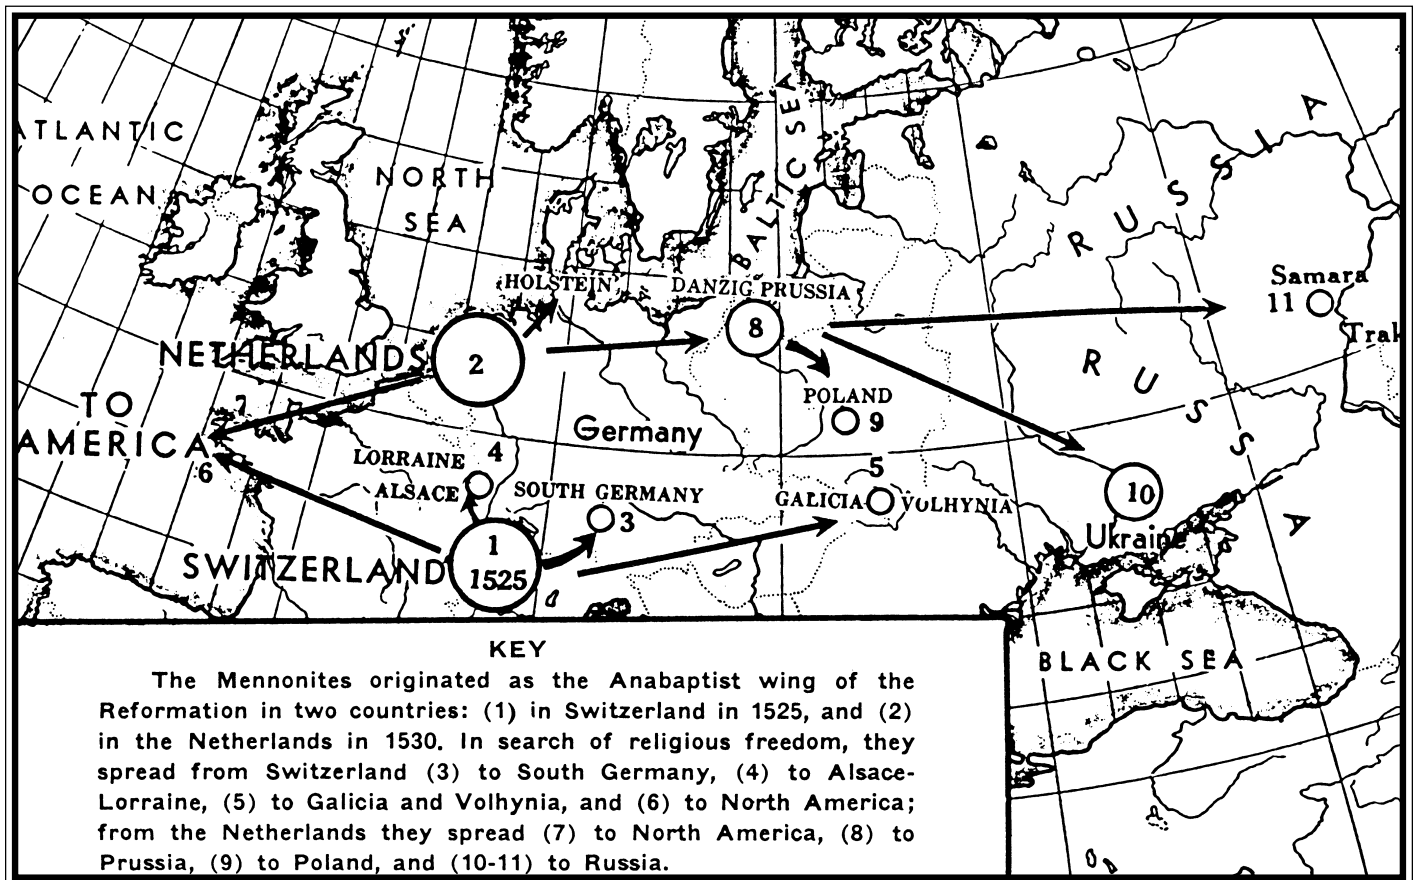 ATLANTIC
OCEAN
NORTH
SEA
BALTIC SEA
RUSSIA
HOLSTEIN
DANZIG PRUSSIA
Samara
11
8
Trak
NETHERLANDS
2
RUSSIA
POLAND
9
TO
AMERICA
7
6
Germany
LORRAINE
4
ALSACE
SOUTH GERMANY
3
5
GALICIA
VOLHYNIA
10
Ukraine
SWITZERLAND
1
1525
BLACK SEA
KEY
The Mennonites originated as the Anabaptist wing of the
Reformation in two countries: (1) in Switzerland in 1525, and (2)
in the Netherlands in 1530. In search of religious freedom, they
spread from Switzerland (3) to South Germany, (4) to Alsace-
Lorraine, (5) to Galicia and Volhynia, and (6) to North America;
from the Netherlands they spread (7) to North America, (8) to
Prussia, (9) to Poland, and (10-11) to Russia.